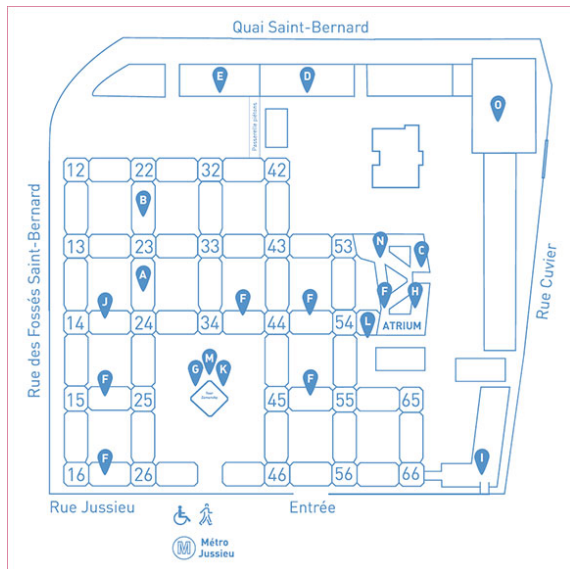 Quai Saint-Bernard
E
D
O
Passerelle piétons
12
22
32
42
B
Rue des Fossés Saint-Bernard
Rue Cuvier
13
23
33
43
53
N
C
A
J
F
F
F
H
14
24
34
44
54
L
ATRIUM
G
M
K
F
F
15
25
45
55
65
F
I
16
26
46
56
66
Rue Jussieu
Entrée
M
Métro
Jussieu